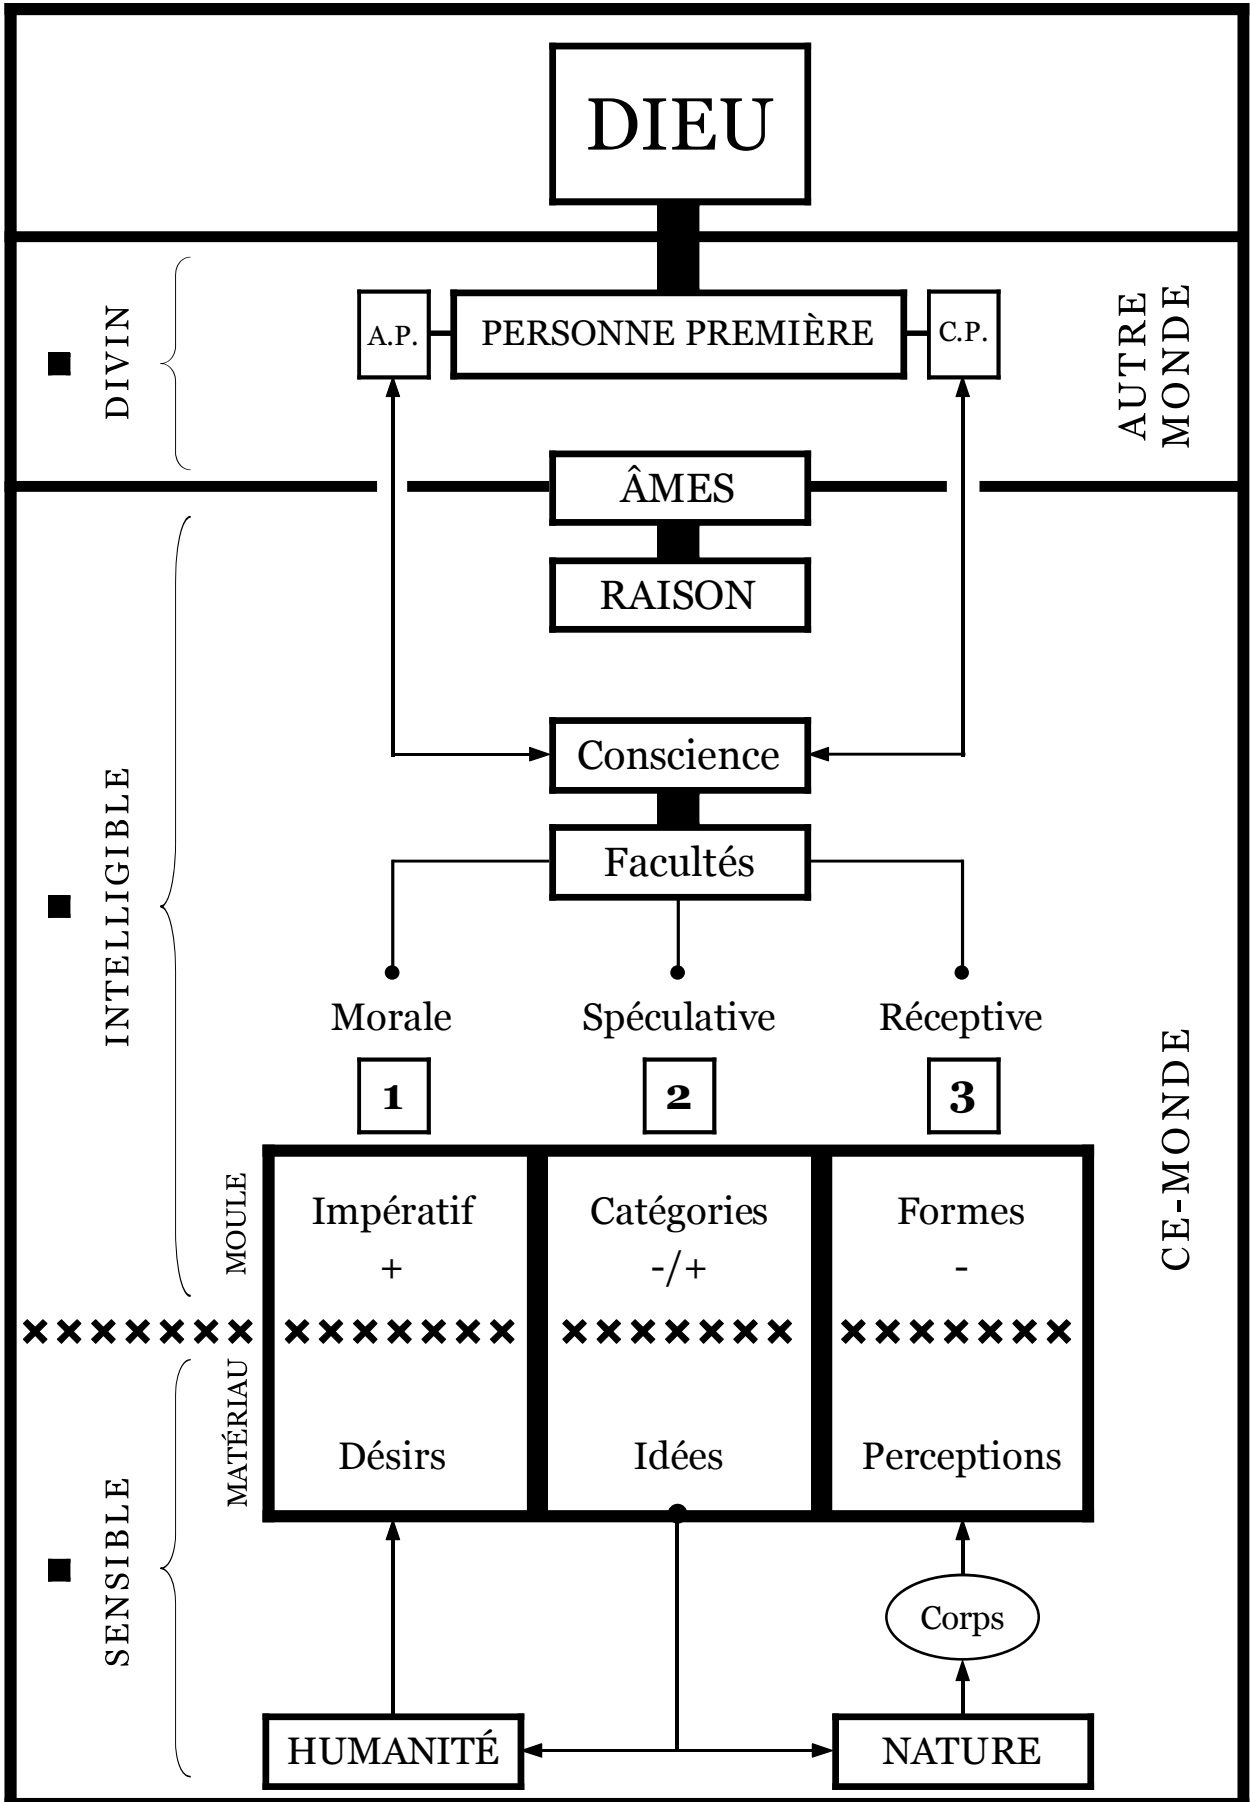 DIEU
DIVIN
A.P.
PERSONNE PREMIÈRE
C.P.
AUTRE
MONDE
ÂMES
RAISON
INTELLIGIBLE
Conscience
Facultés
Morale
Spéculative
Réceptive
1
2
3
CE-MONDE
MOULE
Impératif
Catégories
Formes
+
-/+
-
MATÉRIAU
Désirs
Idées
Perceptions
SENSIBLE
Corps
HUMANITÉ
NATURE